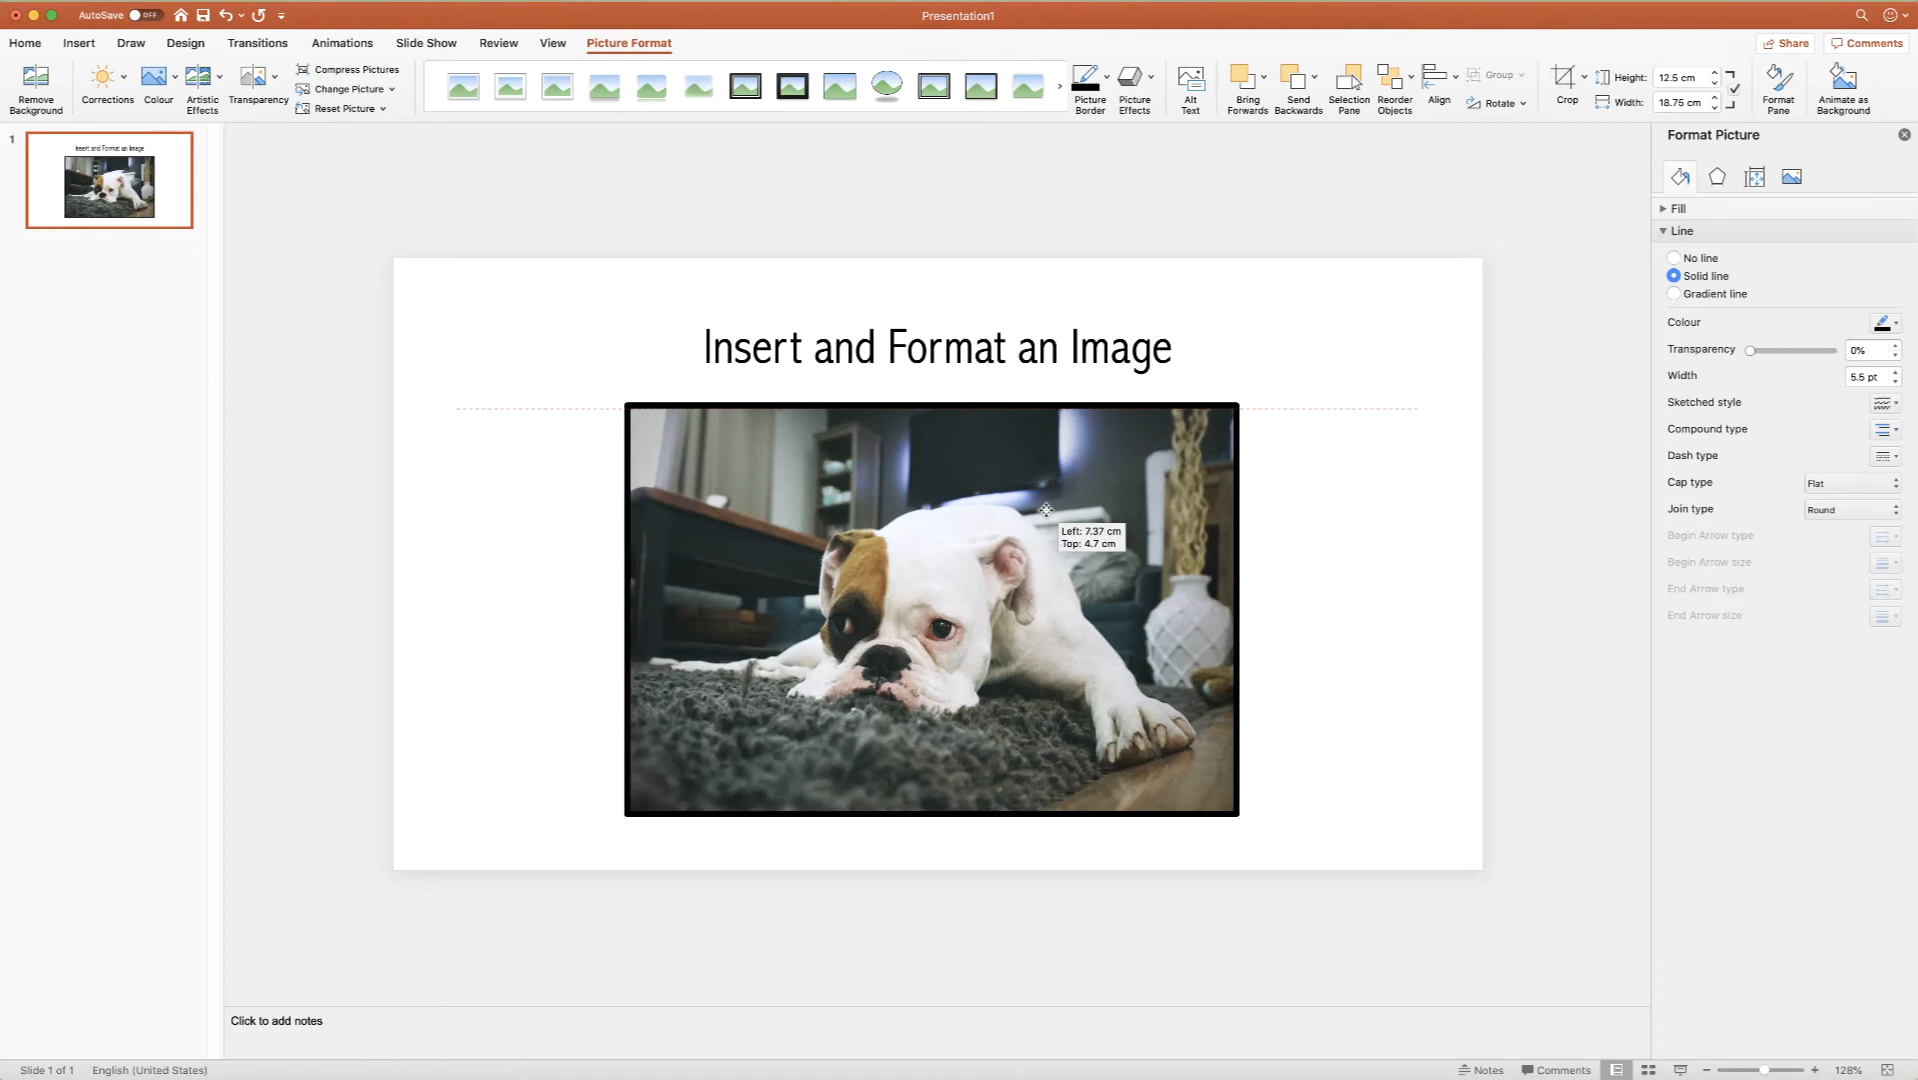 AutoSave OFF
Presentation1
Home Insert Draw Design Transitions Animations Slide Show Review View Picture Format
Share Comments
Remove Background
Corrections
Colour
Artistic Effects
Transparency
Compress Pictures
Change Picture
Reset Picture
Picture Border
Picture Effects
Alt Text
Bring Forwards
Send Backwards
Selection Pane
Reorder Objects
Align
Group
Rotate
Crop
Height: 12.5 cm
Width: 18.75 cm
Format Pane
Animate as Background
1
Insert and Format an Image
Insert and Format an Image
Left: 7.37 cm
Top: 4.7 cm
Format Picture
Fill
Line
No line
Solid line
Gradient line
Colour
Transparency 0%
Width 5.5 pt
Sketched style
Compound type
Dash type
Cap type Flat
Join type Round
Begin Arrow type
Begin Arrow size
End Arrow type
End Arrow size
Click to add notes
Slide 1 of 1 English (United States)
Notes Comments 128%